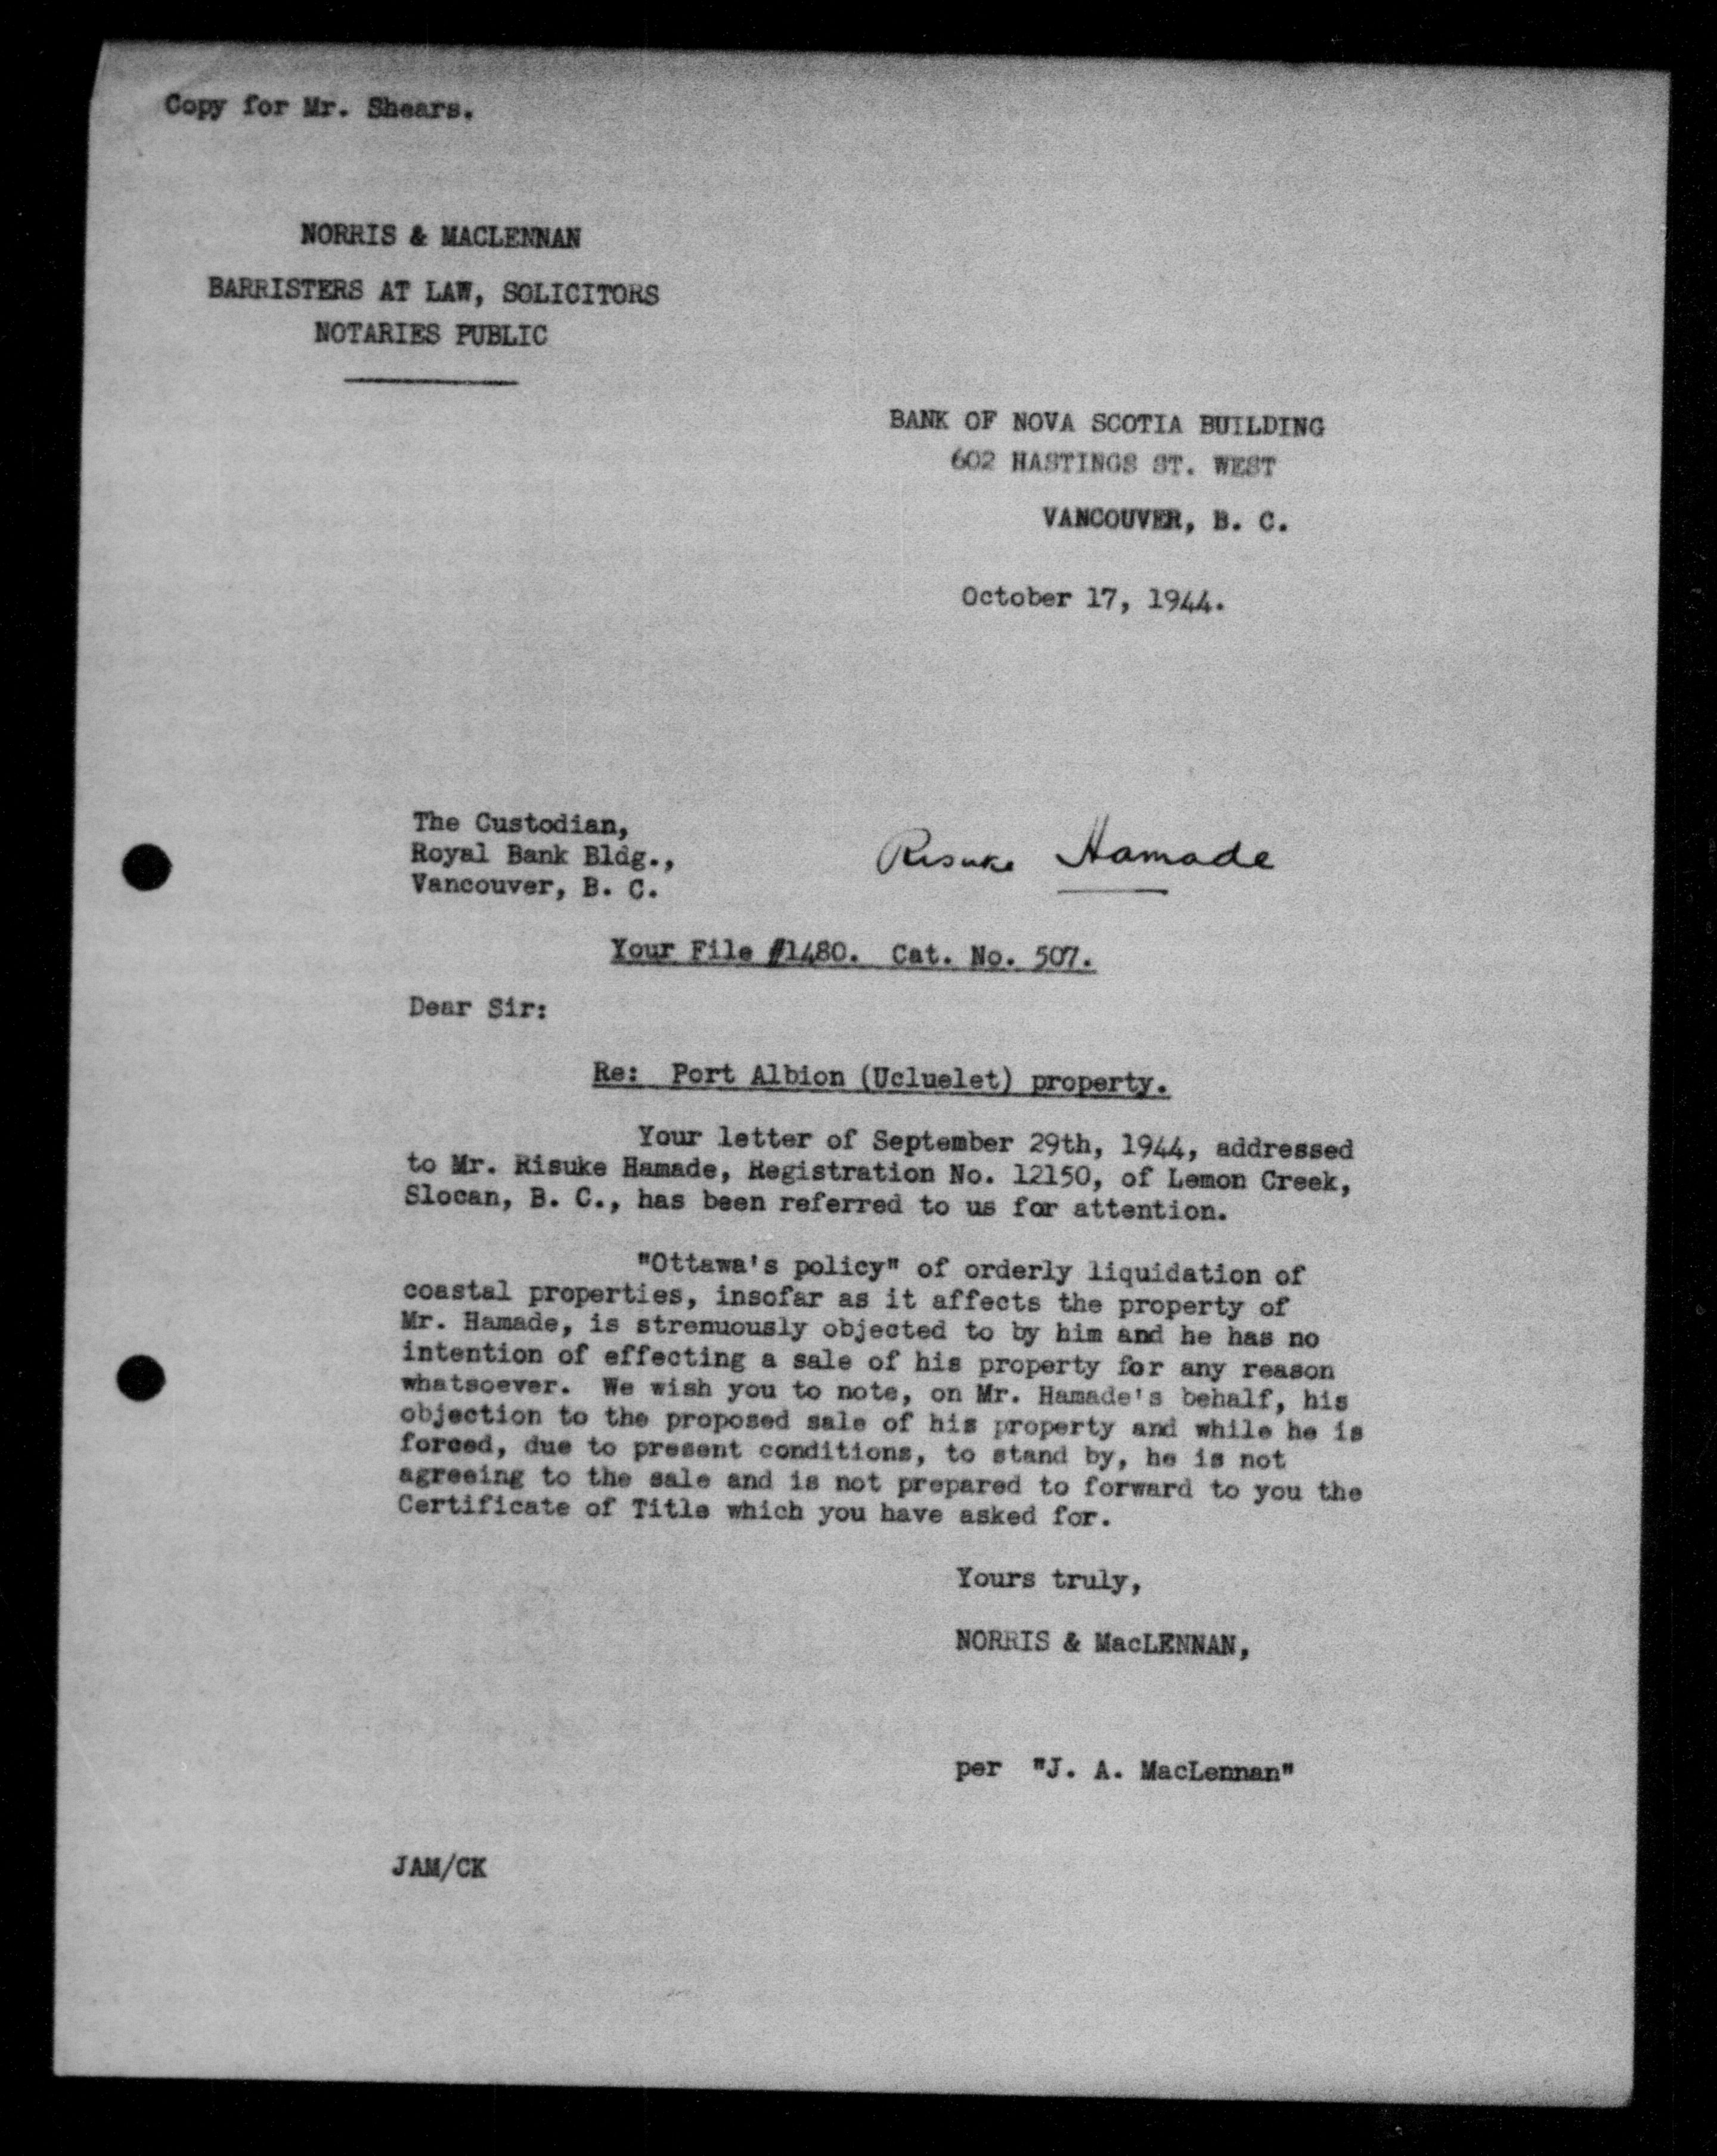 Copy for Mr. Shears.
NORRIS & MACLENNAN
BARRISTERS AT LAW, SOLICITORS
NOTARIES PUBLIC
BANK OF NOVA SCOTIA BUILDING
602 HASTINGS ST. WEST
VANCOUVER, B. C.
October 17, 1944.
The Custodian,
Royal Bank Bldg.,
Vancouver, B. C.
Risuke Hamade
Your File #1480. Cat. No. 507.
Dear Sir:
Re: Port Albion (Ucluelet) property.
Your letter of September 29th, 1944, addressed
to Mr. Risuke Hamade, Registration No. 12150, of Lemon Creek,
Slocan, B. C., has been referred to us for attention.
"Ottawa's policy" of orderly liquidation of
coastal properties, insofar as it affects the property of
Mr. Hamade, is strenuously objected to by him and he has no
intention of effecting a sale of his property for any reason
whatsoever. We wish you to note, on Mr. Hamade's behalf, his
objection to the proposed sale of his property and while he is
forced, due to present conditions, to stand by, he is not
agreeing to the sale and is not prepared to forward to you the
Certificate of Title which you have asked for.
Yours truly,
NORRIS & MacLENNAN,
per "J. A. MacLennan"
JAM/CK